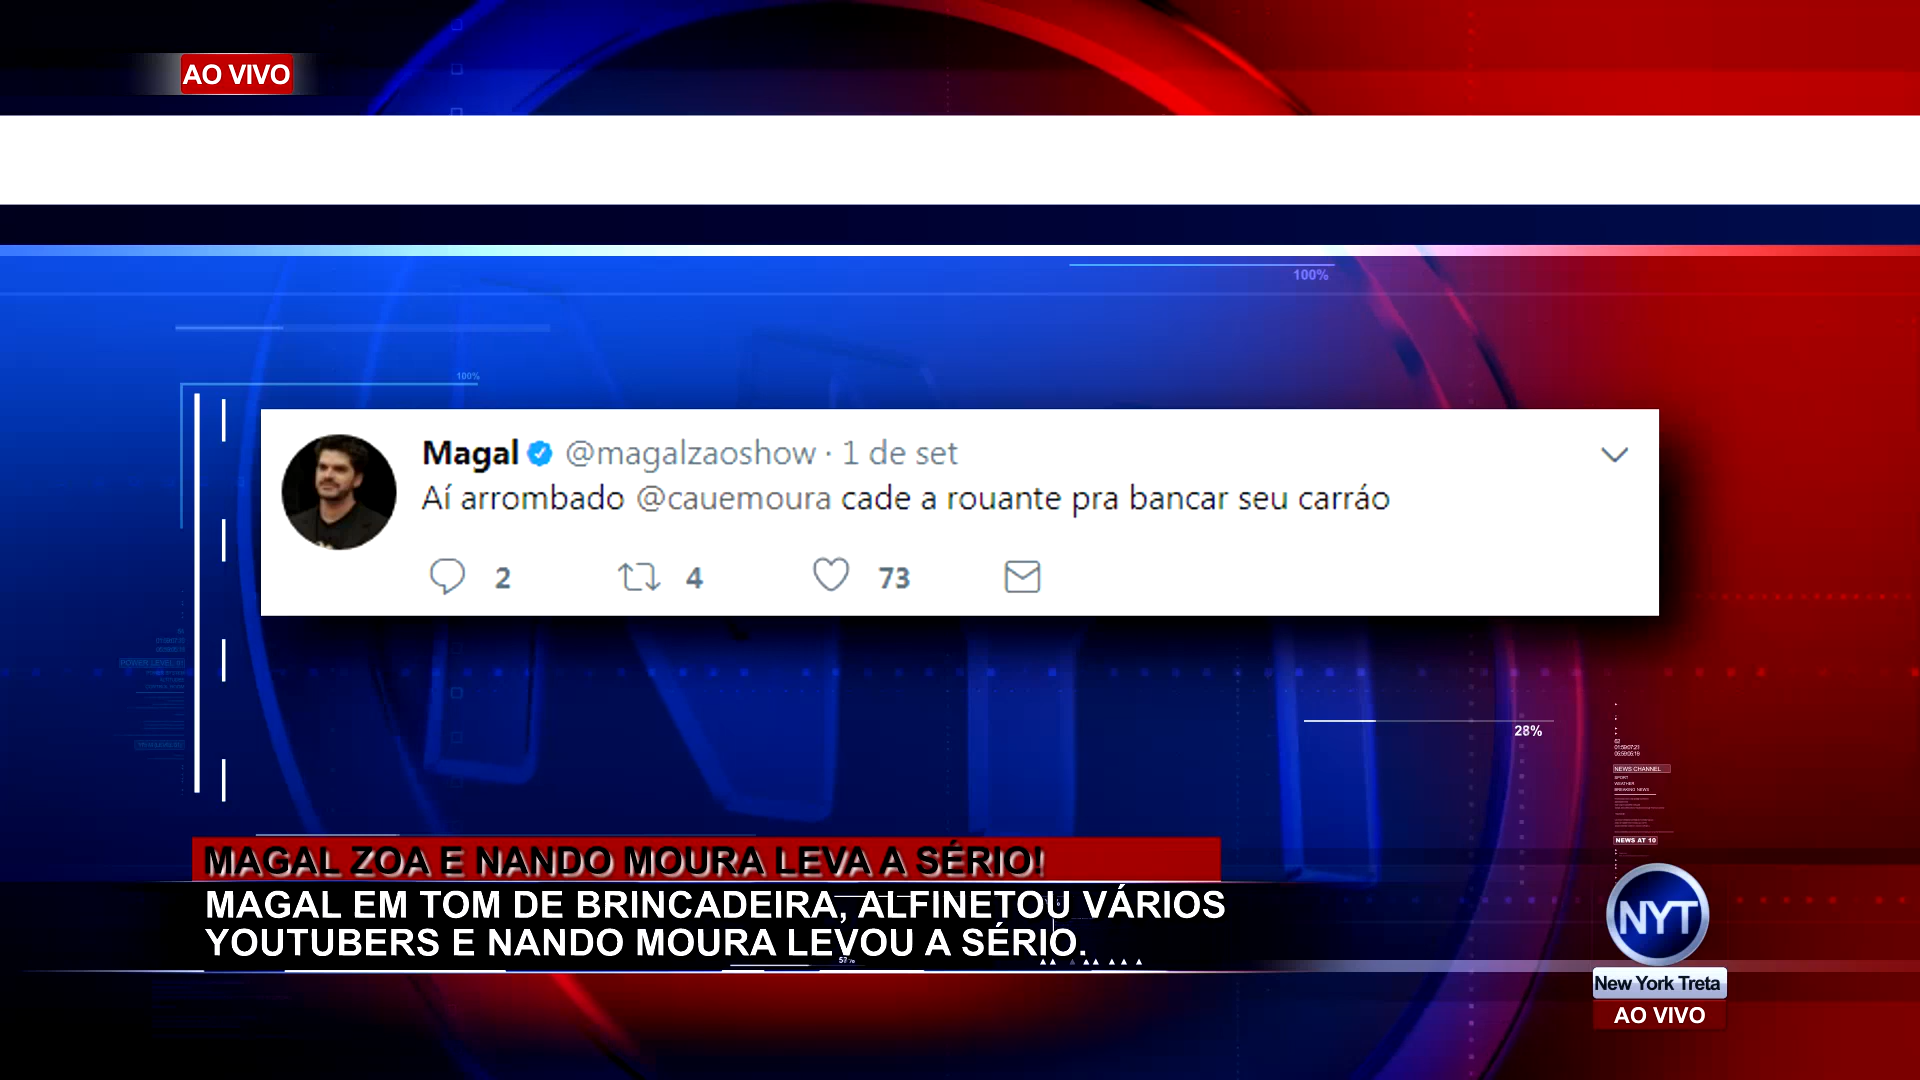 AO VIVO
100%
100%
Magal @magalzaoshow · 1 de set
Aí arrombado @cauemoura cade a rouante pra bancar seu carráo
2 4 73
28%
NEWS CHANNEL
SPORT
WEATHER
BREAKING NEWS
NEWS AT 10
MAGAL ZOA E NANDO MOURA LEVA A SÉRIO!
MAGAL EM TOM DE BRINCADEIRA, ALFINETOU VÁRIOS
YOUTUBERS E NANDO MOURA LEVOU A SÉRIO.
57%
NYT
New York Treta
AO VIVO